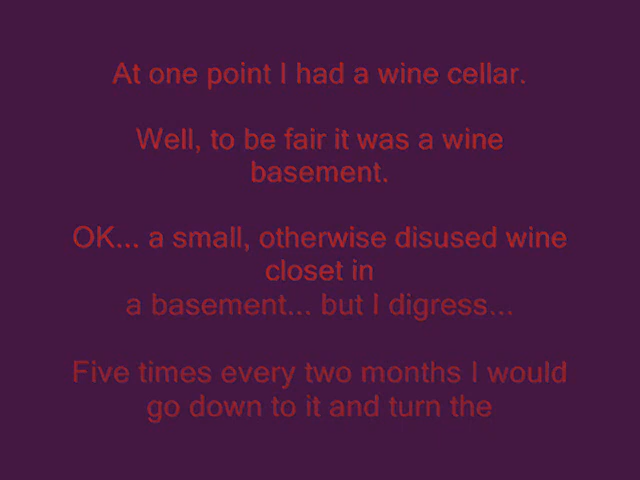 At one point I had a wine cellar.
Well, to be fair it was a wine
basement.
OK... a small, otherwise disused wine
closet in
a basement... but I digress...
Five times every two months I would
go down to it and turn the